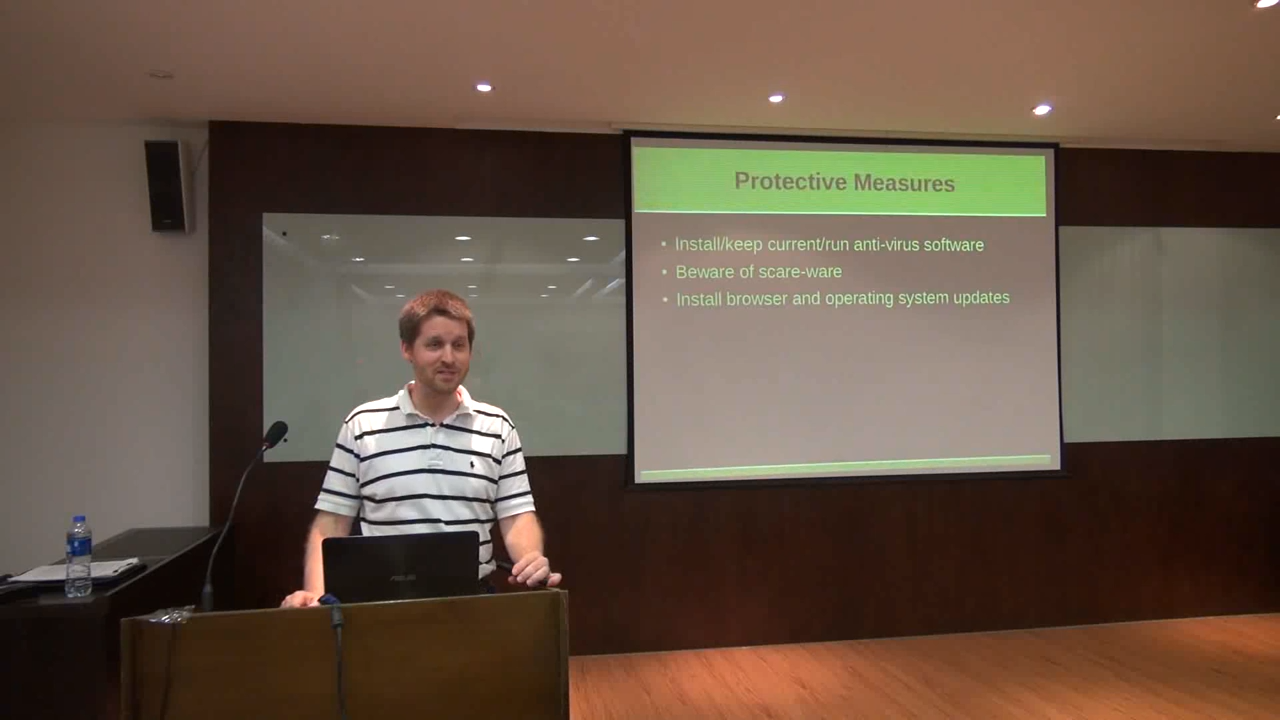 Protective Measures
• Install/keep current/run anti-virus software
• Beware of scare-ware
• Install browser and operating system updates
ASUS